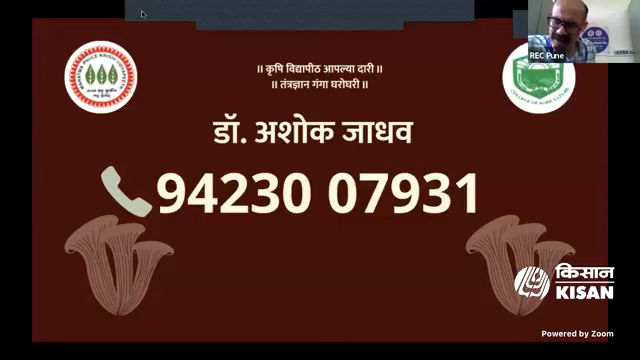 REC Pune
॥ कृषि विद्यापीठ आपल्या दारी ॥
॥ तंत्रज्ञान गंगा घरोघरी ॥
डॉ. अशोक जाधव
94230 07931
किसान
KISAN
Powered by Zoom